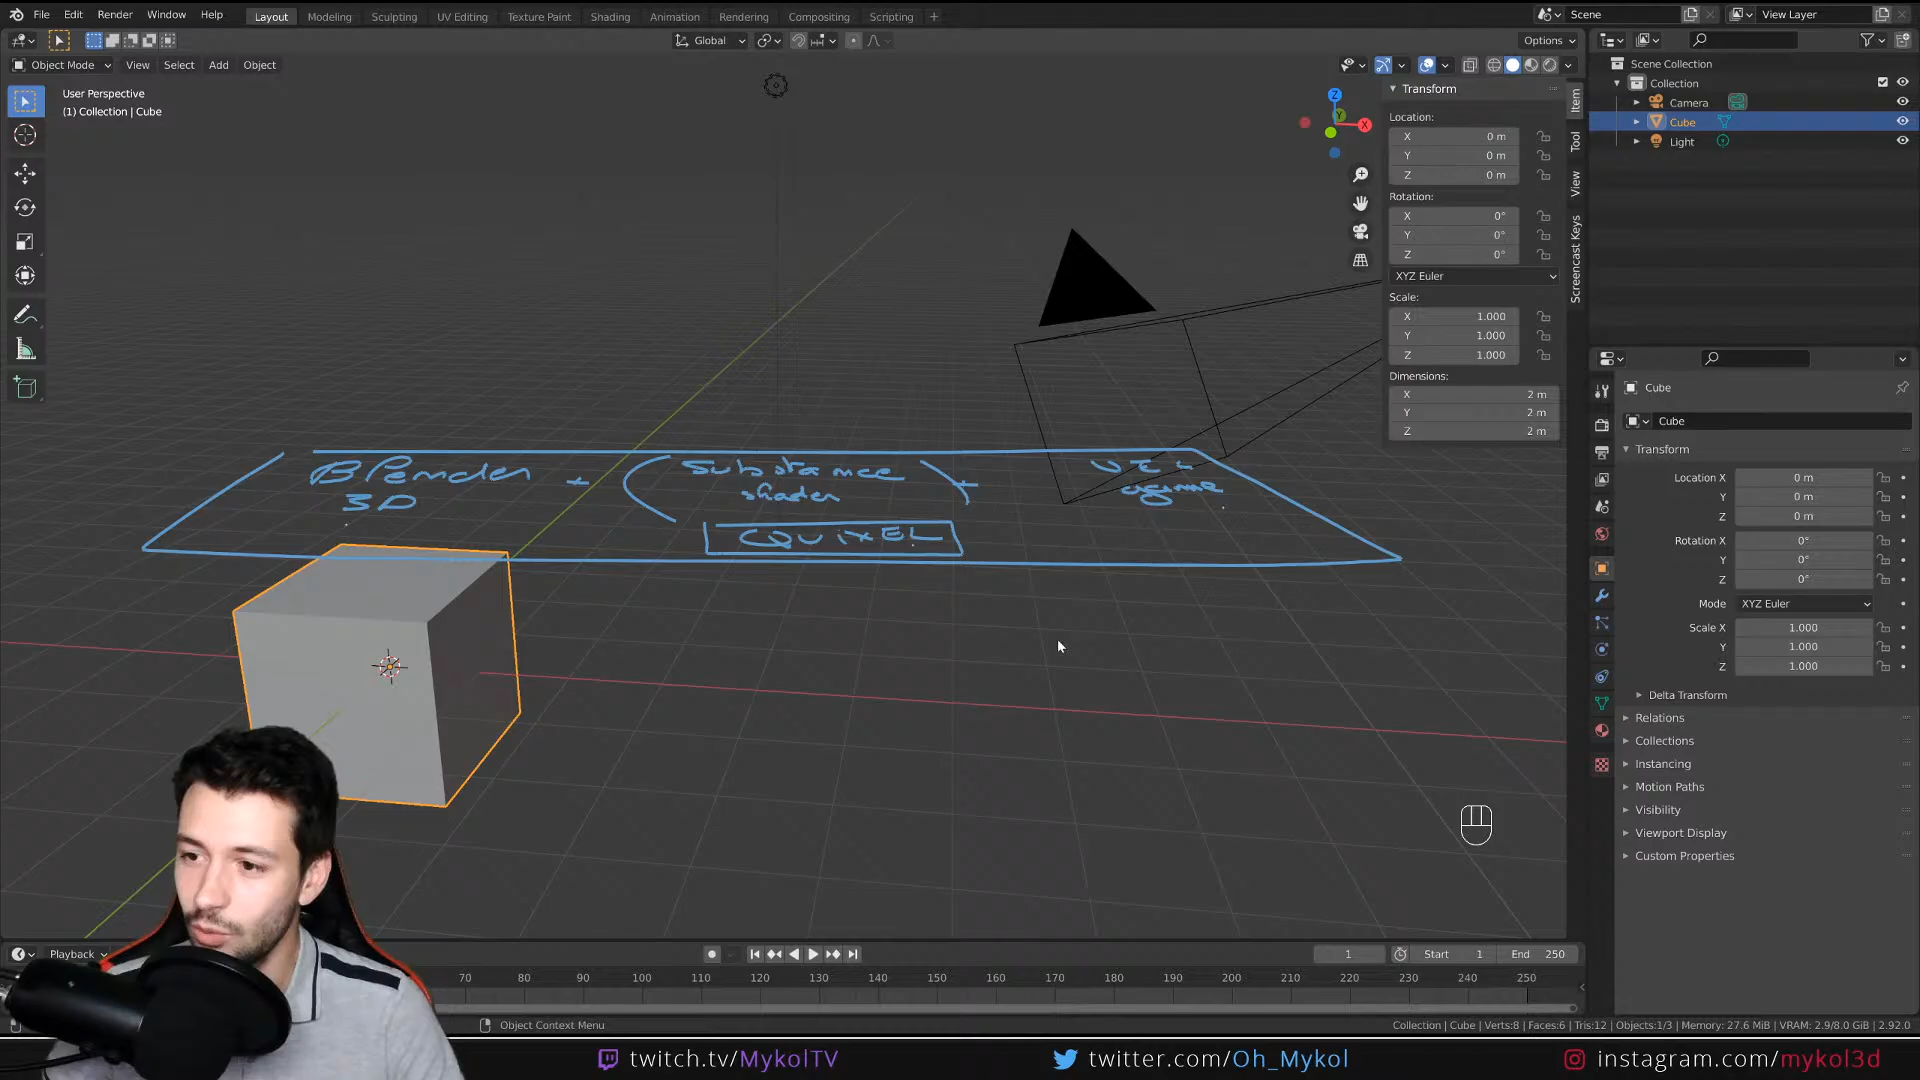 File Edit Render Window Help Layout Modeling Sculpting UV Editing Texture Paint Shading Animation Rendering Compositing Scripting + Scene View Layer
Global Options
Object Mode View Select Add Object
User Perspective
(1) Collection | Cube
Z
Y
X
Transform
Location:
X 0 m
Y 0 m
Z 0 m
Rotation:
X 0°
Y 0°
Z 0°
XYZ Euler
Scale:
X 1.000
Y 1.000
Z 1.000
Dimensions:
X 2 m
Y 2 m
Z 2 m
Item
Tool
View
Screencast Keys
Scene Collection
Collection
Camera
Cube
Light
Cube
Cube
Transform
Location X 0 m
Y 0 m
Z 0 m
Rotation X 0°
Y 0°
Z 0°
Mode XYZ Euler
Scale X 1.000
Y 1.000
Z 1.000
Delta Transform
Relations
Collections
Instancing
Motion Paths
Visibility
Viewport Display
Custom Properties
Blender + (Substance +
3D shader
QUIXEL
Playback 1 Start 1 End 250
70 80 90 100 110 120 130 140 150 160 170 180 190 200 210 220 230 240 250
Object Context Menu Collection | Cube | Verts:8 | Faces:6 | Tris:12 | Objects:1/3 | Memory: 27.6 MiB | VRAM: 2.9/8.0 GiB | 2.92.0
twitch.tv/MykolTV twitter.com/Oh_Mykol instagram.com/mykol3d